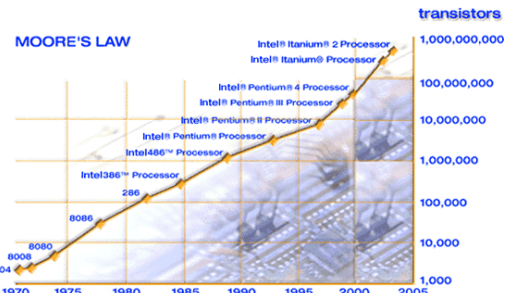 transistors
MOORE'S LAW
1,000,000,000
Intel® Itanium® 2 Processor
Intel® Itanium® Processor
100,000,000
Intel® Pentium® 4 Processor
Intel® Pentium® III Processor
10,000,000
Intel® Pentium® II Processor
Intel® Pentium® Processor
Intel486™ Processor
1,000,000
Intel386™ Processor
286
100,000
8086
8080
10,000
8008
04
1,000
1970
1975
1980
1985
1990
1995
2000
2005